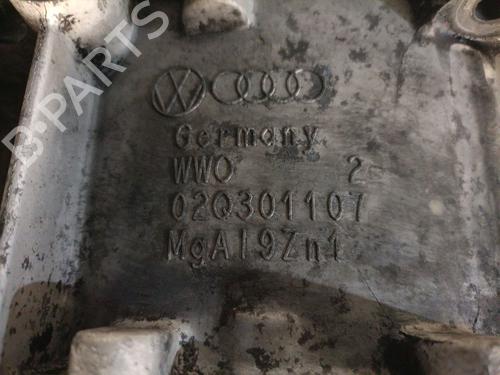 B-PARTS
Germany
WWO 2
02Q301107
MgAl9Zn1